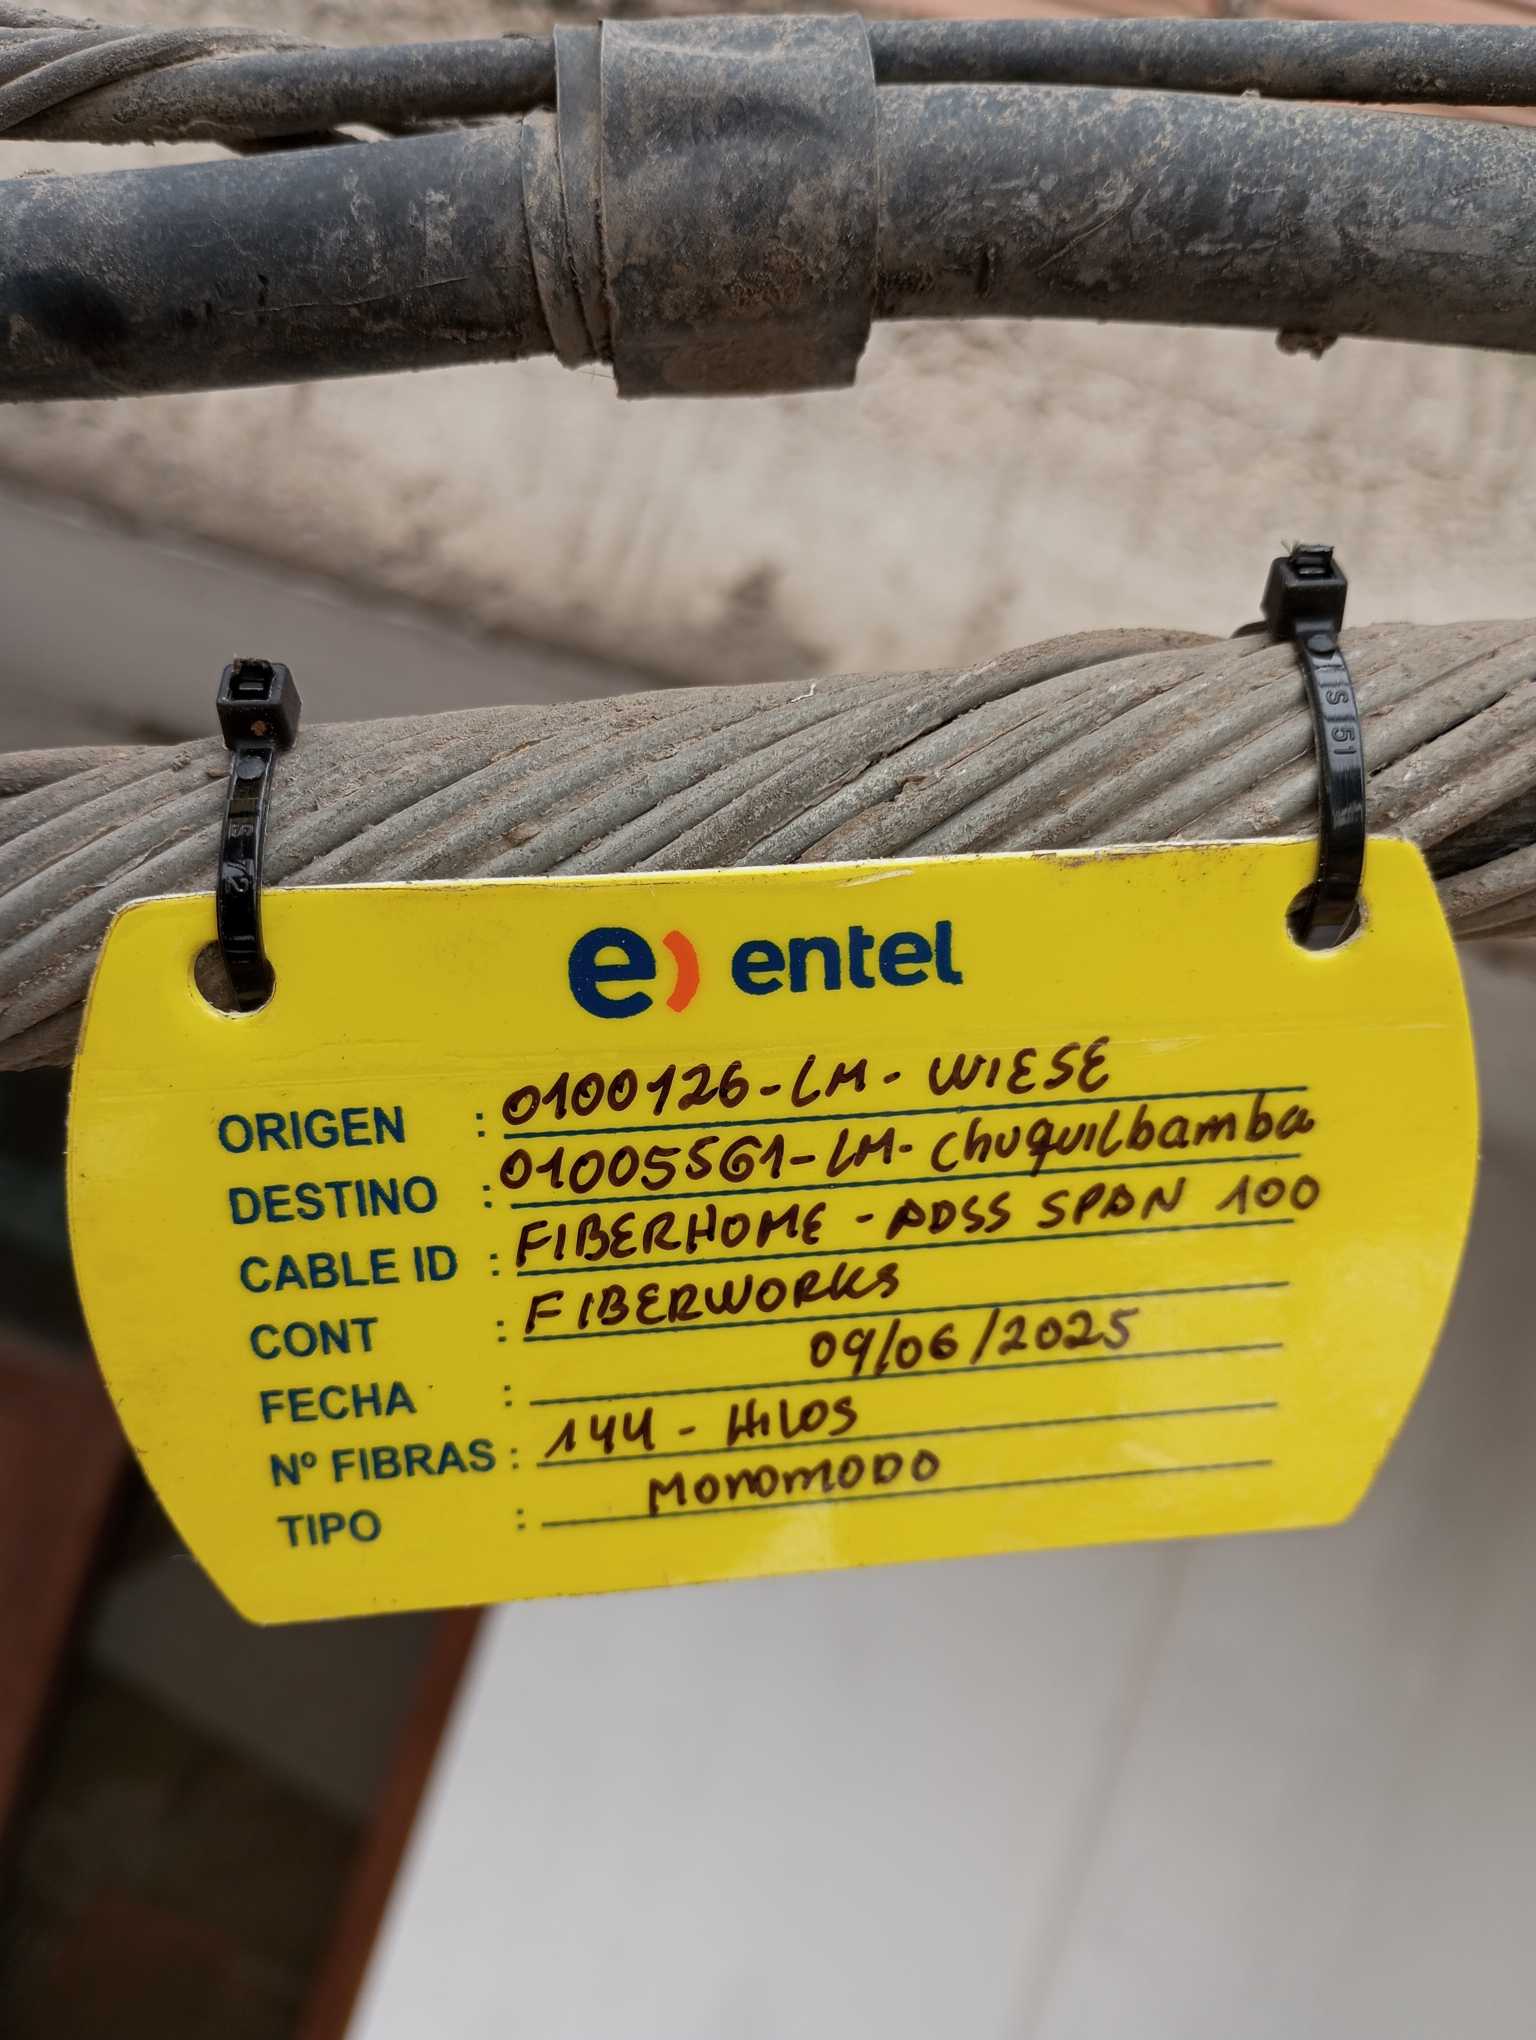 e) entel
ORIGEN : 0100126-LM-WIESE
DESTINO : 01005561-LM-Chuquilbamba
CABLE ID : FIBERHOME - ADSS SPAN 100
CONT : FIBERWORKS
FECHA : 09/06/2025
Nº FIBRAS : 144 - Hilos
TIPO : MONOMODO